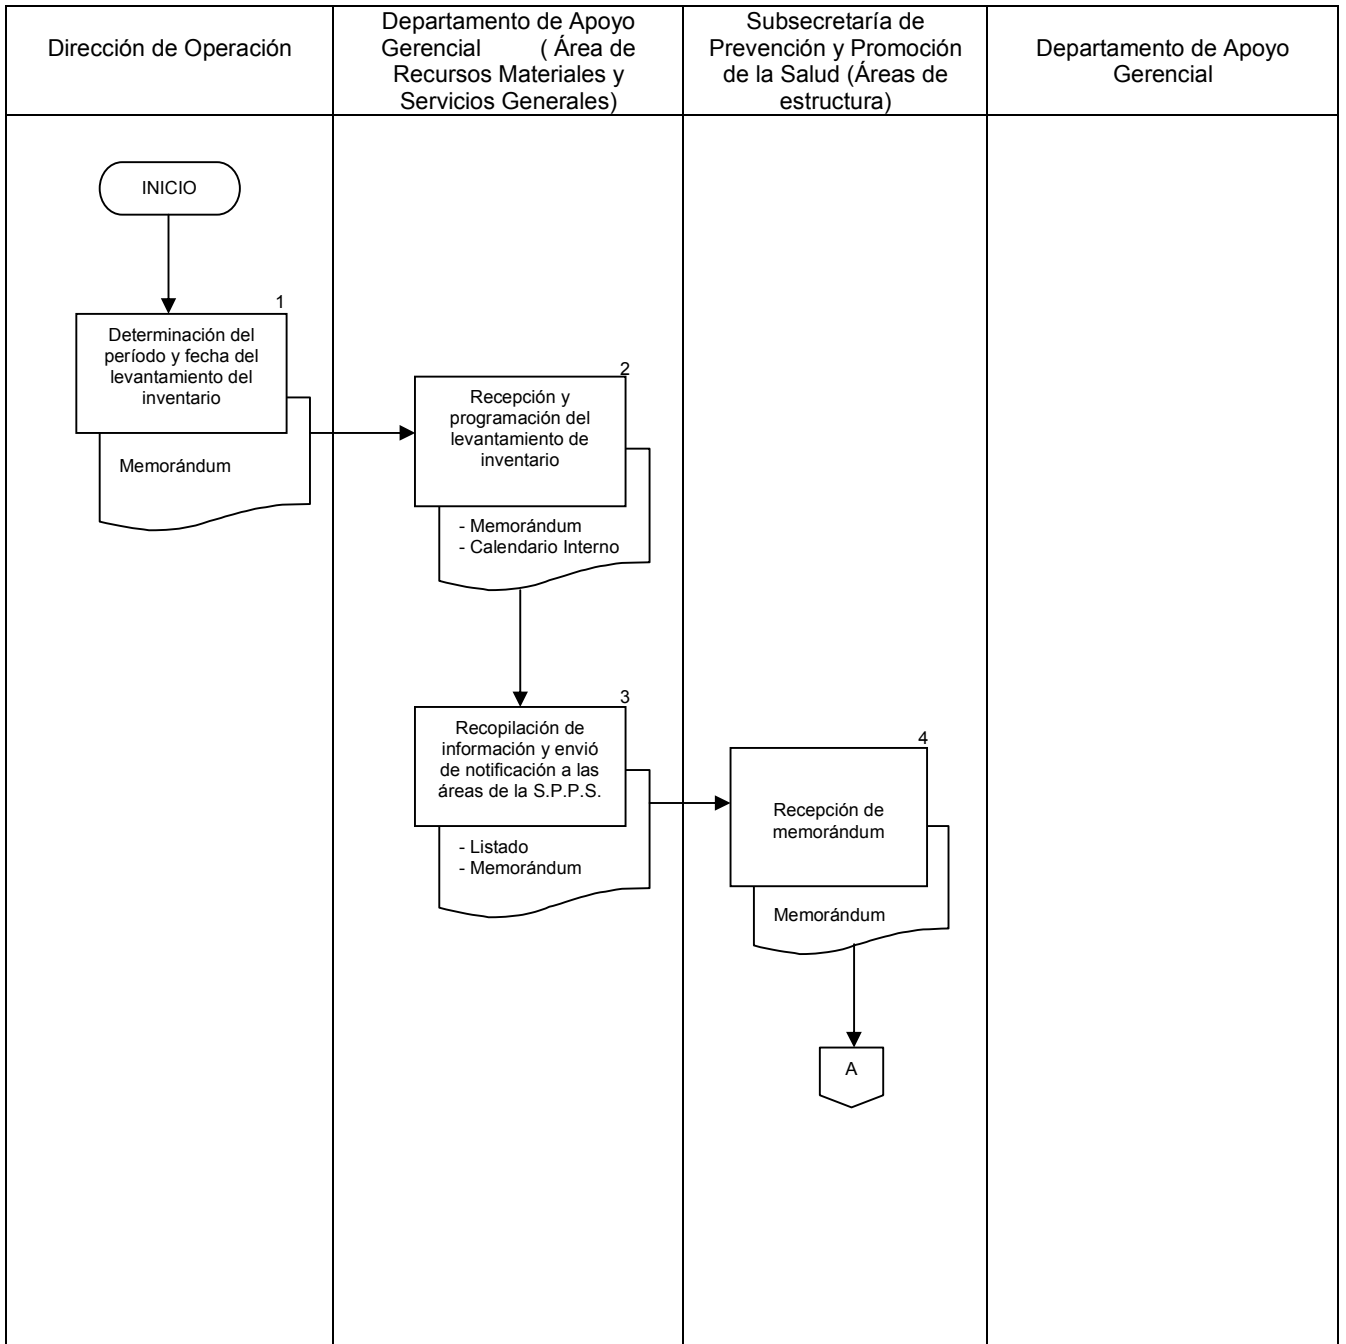 Dirección de Operación
Departamento de Apoyo
Gerencial ( Área de
Recursos Materiales y
Servicios Generales)
Subsecretaría de
Prevención y Promoción
de la Salud (Áreas de
estructura)
Departamento de Apoyo
Gerencial
INICIO
1
Determinación del
período y fecha del
levantamiento del
inventario
Memorándum
2
Recepción y
programación del
levantamiento de
inventario
- Memorándum
- Calendario Interno
3
Recopilación de
información y envió
de notificación a las
áreas de la S.P.P.S.
- Listado
- Memorándum
4
Recepción de
memorándum
Memorándum
A